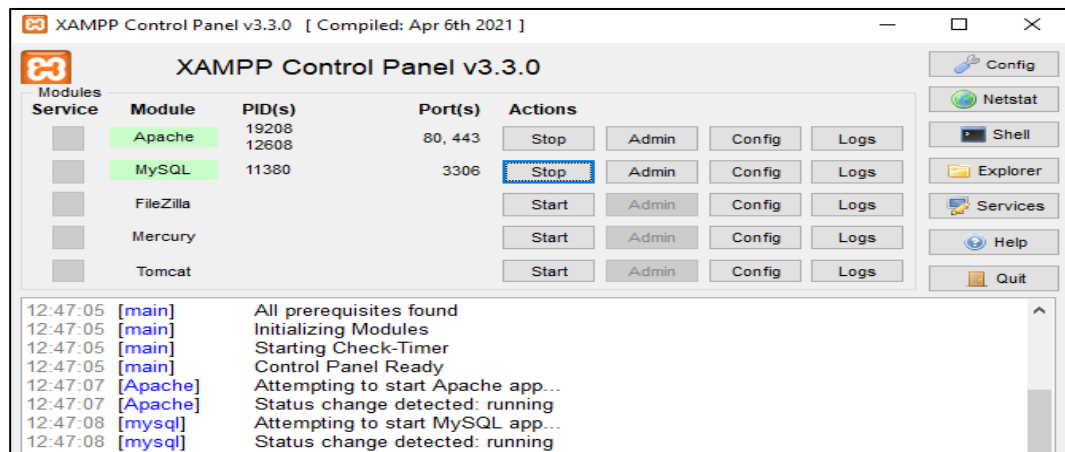 XAMPP Control Panel v3.3.0 [ Compiled: Apr 6th 2021 ]
XAMPP Control Panel v3.3.0
Config
Modules
Service Module PID(s) Port(s) Actions
Netstat
Apache 19208 12608 80, 443 Stop Admin Config Logs
Shell
MySQL 11380 3306 Stop Admin Config Logs
Explorer
FileZilla Start Admin Config Logs
Services
Mercury Start Admin Config Logs
Help
Tomcat Start Admin Config Logs
Quit
12:47:05 [main] All prerequisites found
12:47:05 [main] Initializing Modules
12:47:05 [main] Starting Check-Timer
12:47:05 [main] Control Panel Ready
12:47:07 [Apache] Attempting to start Apache app...
12:47:07 [Apache] Status change detected: running
12:47:08 [mysql] Attempting to start MySQL app...
12:47:08 [mysql] Status change detected: running